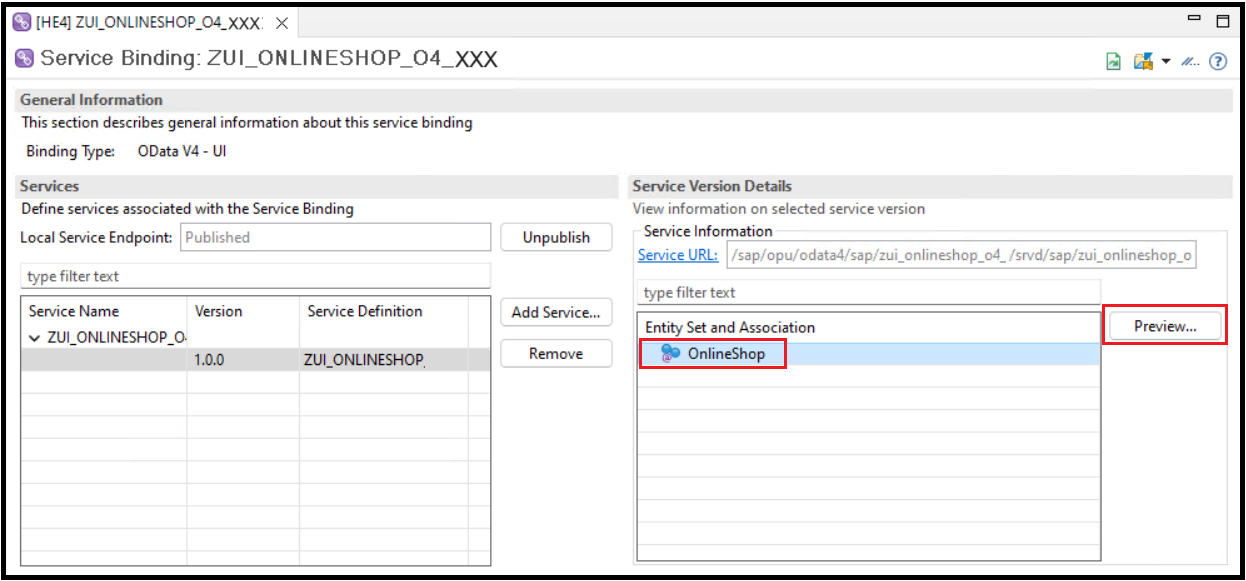 [HE4] ZUI_ONLINESHOP_O4_XXX
Service Binding: ZUI_ONLINESHOP_O4_XXX
General Information
This section describes general information about this service binding
Binding Type: OData V4 - UI
Services
Define services associated with the Service Binding
Local Service Endpoint: Published Unpublish
type filter text
Service Name Version Service Definition Add Service...
ZUI_ONLINESHOP_O
1.0.0 ZUI_ONLINESHOP_ Remove
Service Version Details
View information on selected service version
Service Information
Service URL: /sap/opu/odata4/sap/zui_onlineshop_o4_ /srvd/sap/zui_onlineshop_o
type filter text
Entity Set and Association Preview...
OnlineShop